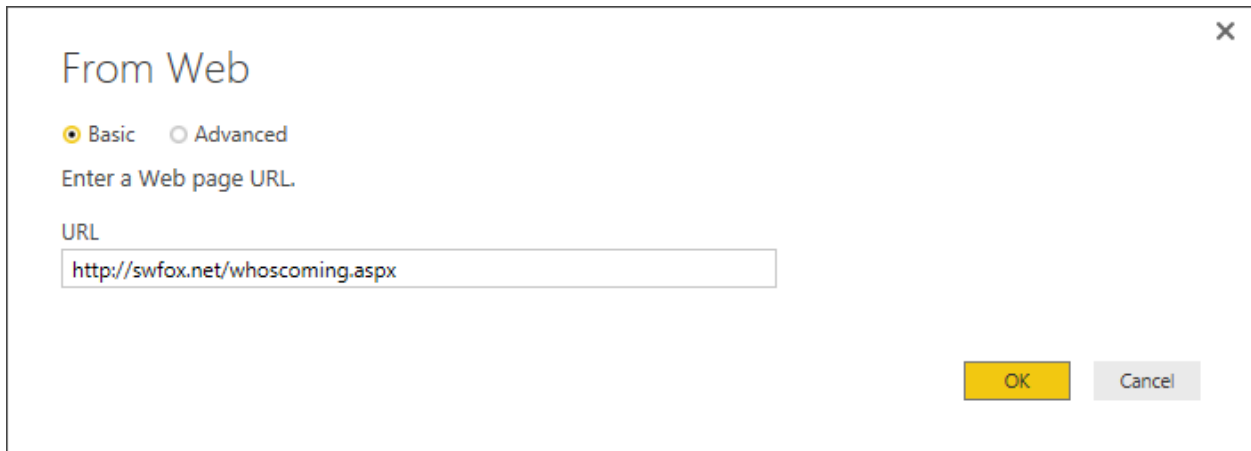 From Web
Basic Advanced
Enter a Web page URL.
URL
http://swfox.net/whoscoming.aspx
OK Cancel